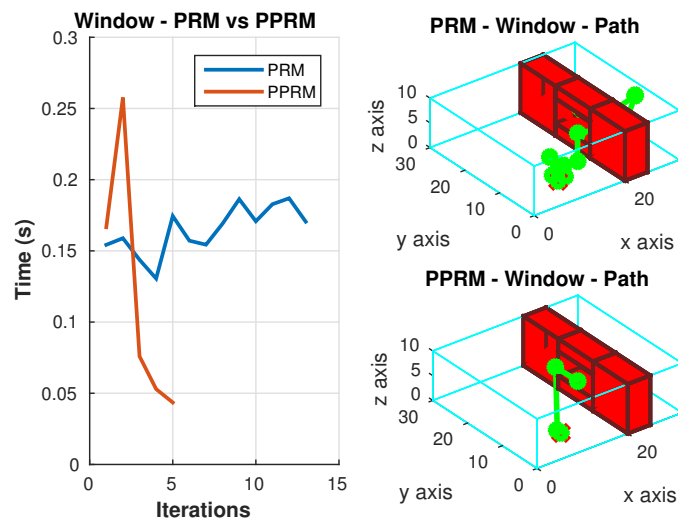 Window - PRM vs PPRM
0.3
0.25
0.2
0.15
0.1
0.05
0
0
5
10
15
Time (s)
Iterations
PRM
PPRM
PRM - Window - Path
10
5
0
30
20
10
0
0
20
z axis
y axis
x axis
PPRM - Window - Path
10
5
0
30
20
10
0
0
20
z axis
y axis
x axis